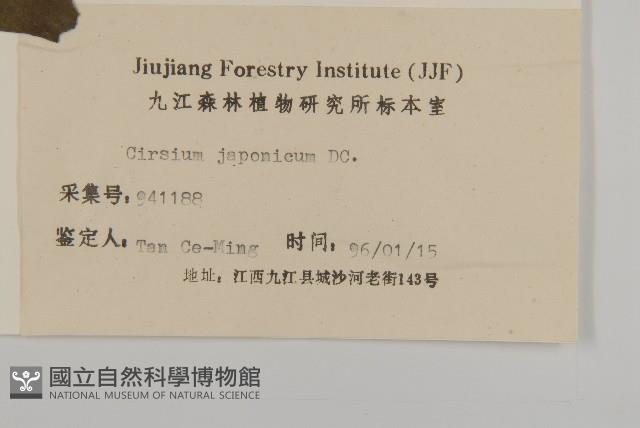 Jiujiang Forestry Institute (JJF)
九江森林植物研究所标本室
Cirsium japonicum DC.
采集号：941188
鉴定人：Tan Ce-Ming 时间：96/01/15
地址：江西九江县城沙河老街143号
國立自然科學博物館
NATIONAL MUSEUM OF NATURAL SCIENCE